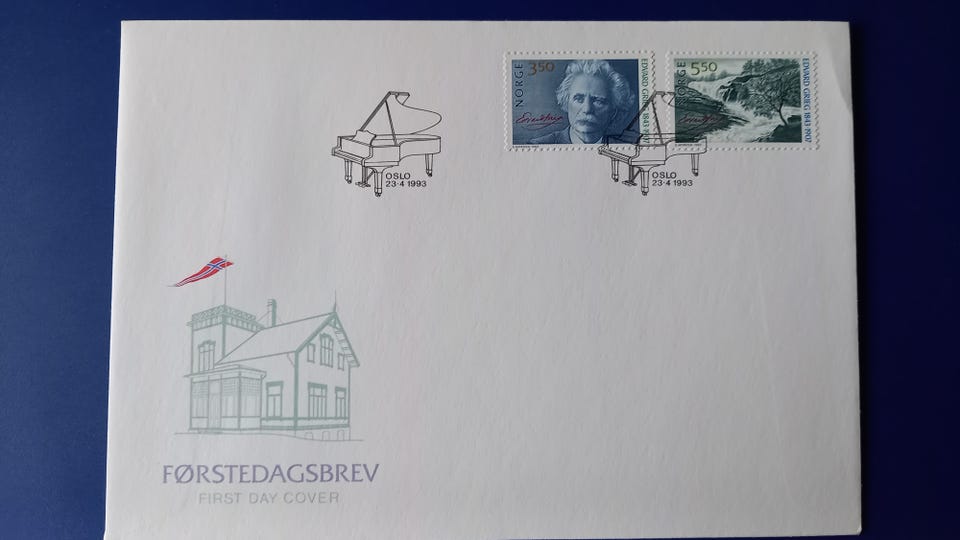 NORGE
3.50
EDVARD GRIEG 1843-1907
NORGE
5.50
EDVARD GRIEG 1843-1907
OSLO
23-4 1993
OSLO
23-4 1993
FØRSTEDAGSBREV
FIRST DAY COVER